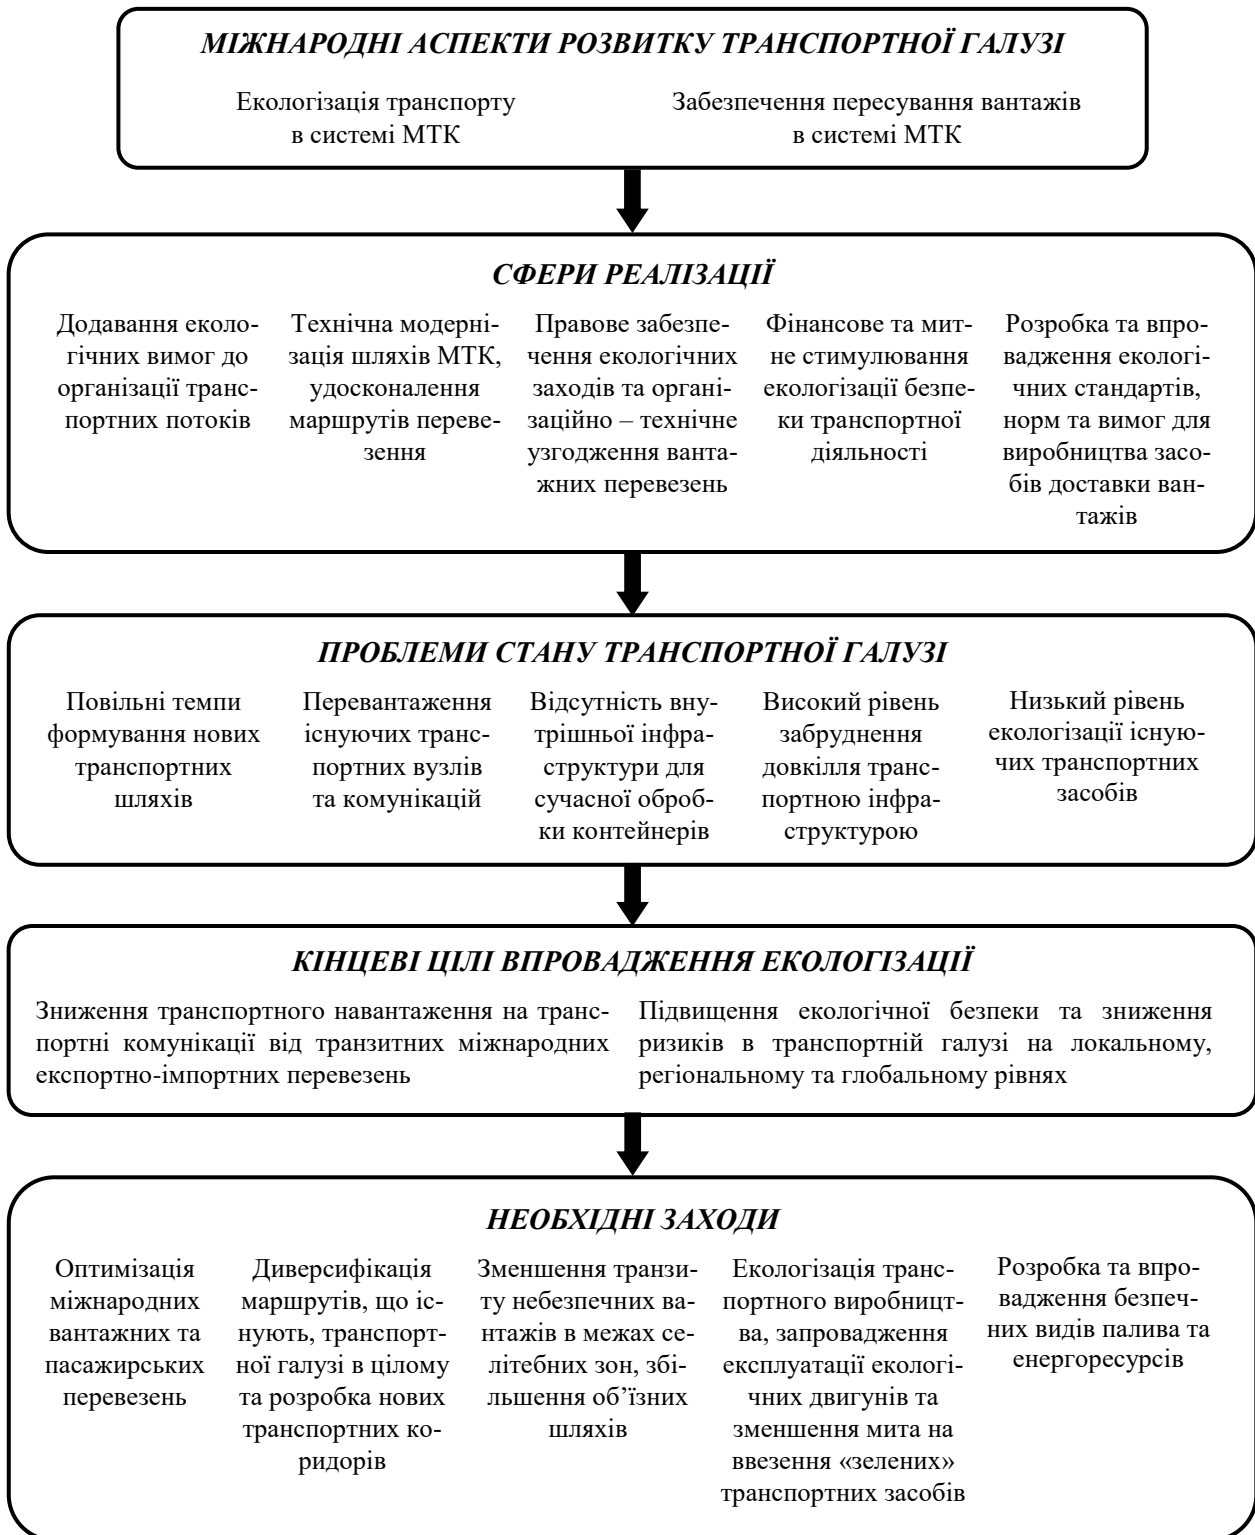 МІЖНАРОДНІ АСПЕКТИ РОЗВИТКУ ТРАНСПОРТНОЇ ГАЛУЗІ
Екологізація транспорту
в системі МТК
Забезпечення пересування вантажів
в системі МТК
СФЕРИ РЕАЛІЗАЦІЇ
Додавання еколо-
гічних вимог до
організації транс-
портних потоків
Технічна модерні-
зація шляхів МТК,
удосконалення
маршрутів переве-
зення
Правове забезпе-
чення екологічних
заходів та органі-
заційно – технічне
узгодження ванта-
жних перевезень
Фінансове та мит-
не стимулювання
екологізації безпе-
ки транспортної
діяльності
Розробка та впро-
вадження екологі-
чних стандартів,
норм та вимог для
виробництва засо-
бів доставки ван-
тажів
ПРОБЛЕМИ СТАНУ ТРАНСПОРТНОЇ ГАЛУЗІ
Повільні темпи
формування нових
транспортних
шляхів
Перевантаження
існуючих транс-
портних вузлів
та комунікацій
Відсутність вну-
трішньої інфра-
структури для
сучасної оброб-
ки контейнерів
Високий рівень
забруднення
довкілля транс-
портною інфра-
структурою
Низький рівень
екологізації існую-
чих транспортних
засобів
КІНЦЕВІ ЦІЛІ ВПРОВАДЖЕННЯ ЕКОЛОГІЗАЦІЇ
Зниження транспортного навантаження на транс-
портні комунікації від транзитних міжнародних
експортно-імпортних перевезень
Підвищення екологічної безпеки та зниження
ризиків в транспортній галузі на локальному,
регіональному та глобальному рівнях
НЕОБХІДНІ ЗАХОДИ
Оптимізація
міжнародних
вантажних та
пасажирських
перевезень
Диверсифікація
маршрутів, що іс-
нують, транспорт-
ної галузі в цілому
та розробка нових
транспортних ко-
ридорів
Зменшення транзи-
ту небезпечних ва-
нтажів в межах се-
літебних зон, збі-
льшення об’їзних
шляхів
Екологізація транс-
портного виробницт-
ва, запровадження
експлуатації екологі-
чних двигунів та
зменшення мита на
ввезення «зелених»
транспортних засобів
Розробка та впро-
вадження безпеч-
них видів палива та
енергоресурсів